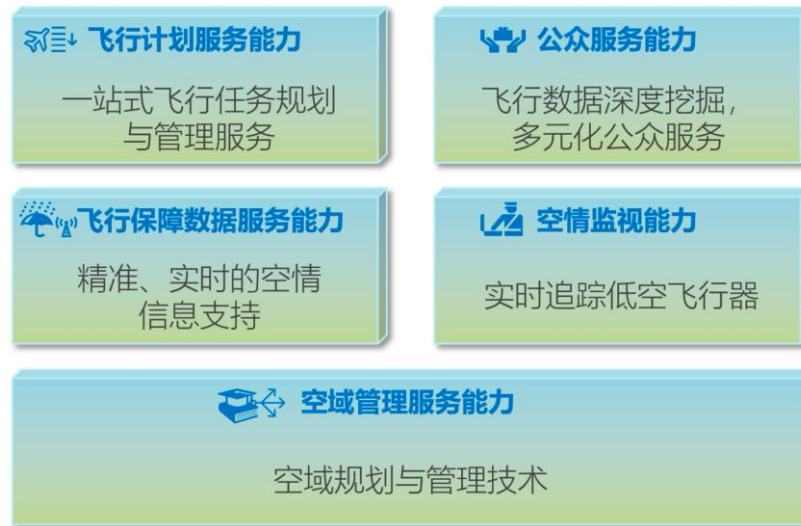 飞行计划服务能力
一站式飞行任务规划
与管理服务
公众服务能力
飞行数据深度挖掘，
多元化公众服务
飞行保障数据服务能力
精准、实时的空情
信息支持
空情监视能力
实时追踪低空飞行器
空域管理服务能力
空域规划与管理技术